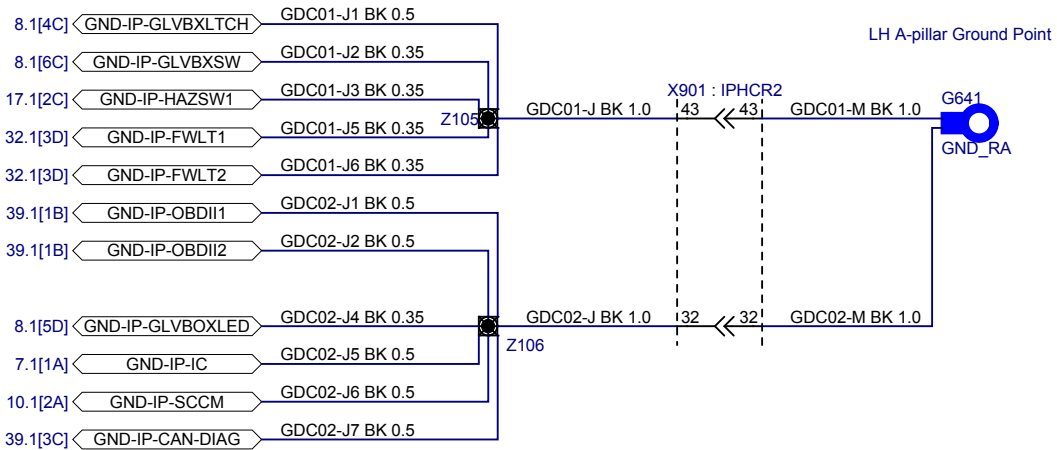 8.1[4C] GND-IP-GLVBXLTCH GDC01-J1 BK 0.5
LH A-pillar Ground Point
8.1[6C] GND-IP-GLVBXSW GDC01-J2 BK 0.35
17.1[2C] GND-IP-HAZSW1 GDC01-J3 BK 0.35
X901 : IPHCR2
G641
Z105 GDC01-J BK 1.0 43 43 GDC01-M BK 1.0
32.1[3D] GND-IP-FWLT1 GDC01-J5 BK 0.35
GND_RA
32.1[3D] GND-IP-FWLT2 GDC01-J6 BK 0.35
39.1[1B] GND-IP-OBDII1 GDC02-J1 BK 0.5
39.1[1B] GND-IP-OBDII2 GDC02-J2 BK 0.5
8.1[5D] GND-IP-GLVBOXLED GDC02-J4 BK 0.35 GDC02-J BK 1.0 32 32 GDC02-M BK 1.0
Z106
7.1[1A] GND-IP-IC GDC02-J5 BK 0.5
10.1[2A] GND-IP-SCCM GDC02-J6 BK 0.5
39.1[3C] GND-IP-CAN-DIAG GDC02-J7 BK 0.5